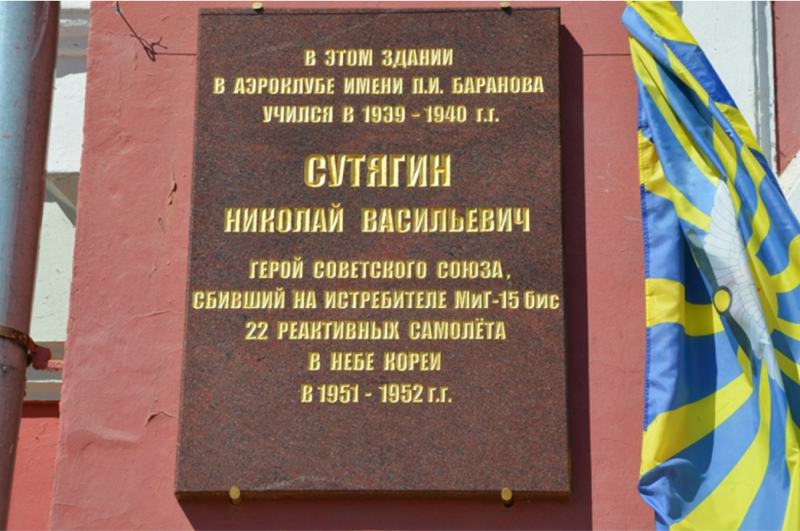 В ЭТОМ ЗДАНИИ
В АЭРОКЛУБЕ ИМЕНИ П.И. БАРАНОВА
УЧИЛСЯ В 1939 - 1940 г.г.
СУТЯГИН
НИКОЛАЙ ВАСИЛЬЕВИЧ
ГЕРОЙ СОВЕТСКОГО СОЮЗА,
СБИВШИЙ НА ИСТРЕБИТЕЛЕ МиГ-15 бис
22 РЕАКТИВНЫХ САМОЛЁТА
В НЕБЕ КОРЕИ
В 1951 - 1952 г.г.